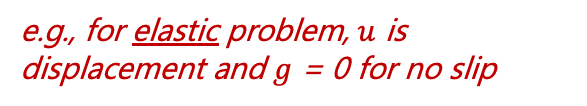 e.g., for elastic problem, u is
displacement and g = 0 for no slip